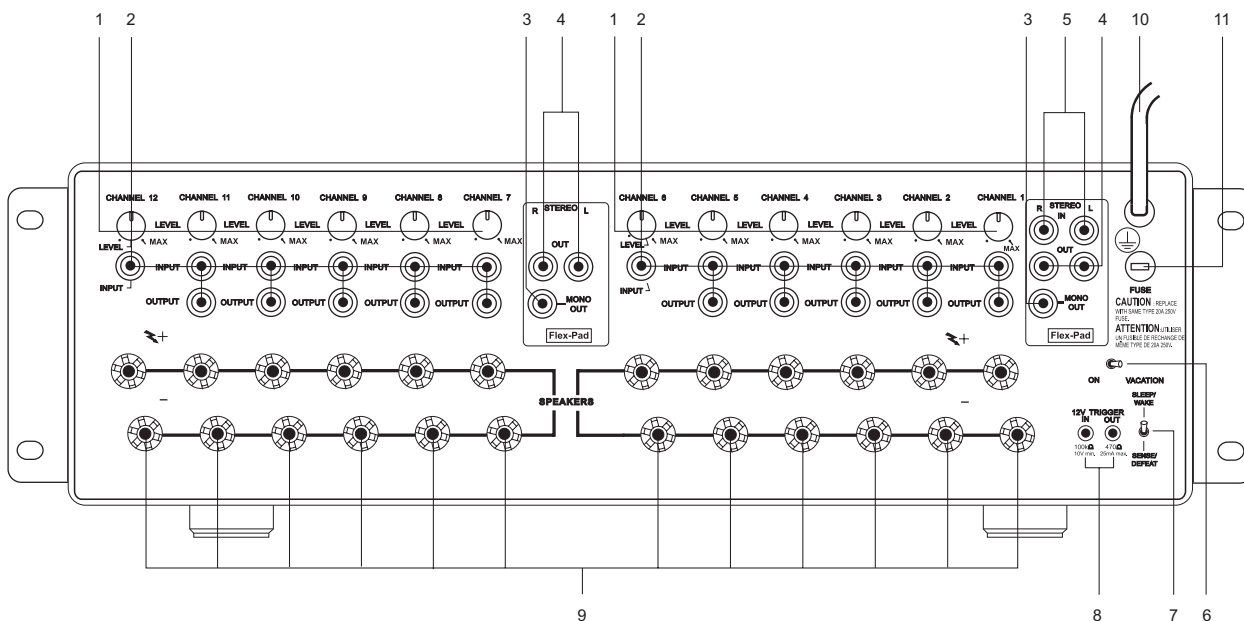 1 2 3 4 1 2 3 5 4 10 11
CHANNEL 12 CHANNEL 11 CHANNEL 10 CHANNEL 9 CHANNEL 8 CHANNEL 7
R STEREO L
CHANNEL 6 CHANNEL 5 CHANNEL 4 CHANNEL 3 CHANNEL 2 CHANNEL 1
R STEREO L
IN
LEVEL LEVEL LEVEL LEVEL LEVEL
MAX MAX MAX MAX MAX MAX
LEVEL LEVEL LEVEL LEVEL LEVEL
MAX MAX MAX MAX MAX MAX
OUT
OUT
LEVEL
INPUT INPUT INPUT INPUT INPUT
LEVEL
INPUT INPUT INPUT INPUT INPUT
INPUT
OUTPUT OUTPUT OUTPUT OUTPUT OUTPUT
MONO
OUT
INPUT
OUTPUT OUTPUT OUTPUT OUTPUT OUTPUT
MONO
OUT
Flex-Pad
Flex-Pad
FUSE
CAUTION : REPLACE
WITH SAME TYPE 20A 250V
FUSE.
ATTENTION:UTILISER
UN FUSIBLE DE RECHANGE DE
MÊME TYPE DE 20A 250V.
+ +
- -
SPEAKERS
ON VACATION
12V TRIGGER
IN OUT
100kΩ 470Ω
10V min. 25mA max.
SLEEP/
WAKE
SENSE/
DEFEAT
9 8 7 6